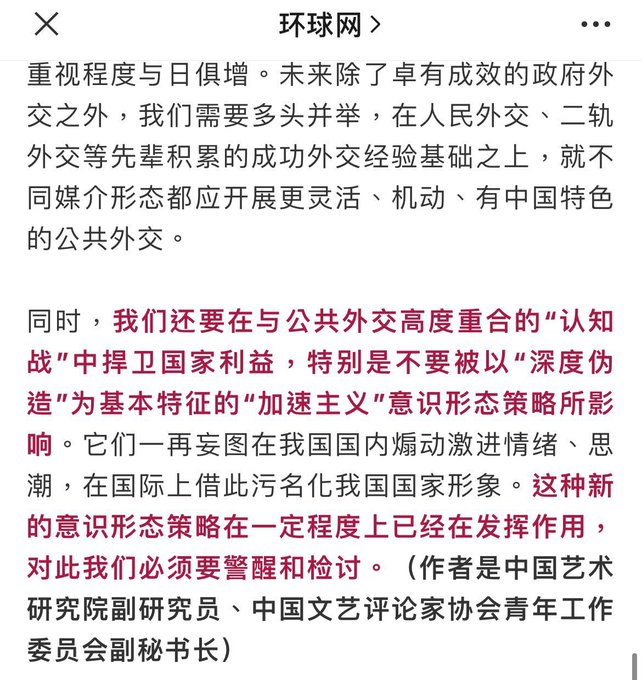 环球网
重视程度与日俱增。未来除了卓有成效的政府外
交之外，我们需要多头并举，在人民外交、二轨
外交等先辈积累的成功外交经验基础之上，就不
同媒介形态都应开展更灵活、机动、有中国特色
的公共外交。
同时，我们还要在与公共外交高度重合的“认知
战”中捍卫国家利益，特别是不要被以“深度伪
造”为基本特征的“加速主义”意识形态策略所影
响。它们一再妄图在我国国内煽动激进情绪、思
潮，在国际上借此污名化我国国家形象。这种新
的意识形态策略在一定程度上已经在发挥作用，
对此我们必须要警醒和检讨。（作者是中国艺术
研究院副研究员、中国文艺评论家协会青年工作
委员会副秘书长）